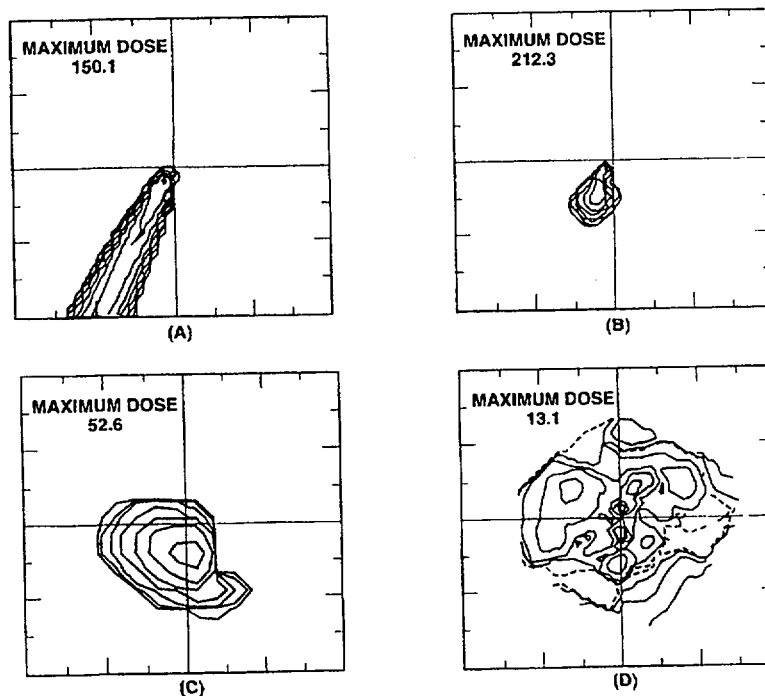 MAXIMUM DOSE
150.1
(A)
MAXIMUM DOSE
212.3
(B)
MAXIMUM DOSE
52.6
(C)
MAXIMUM DOSE
13.1
(D)